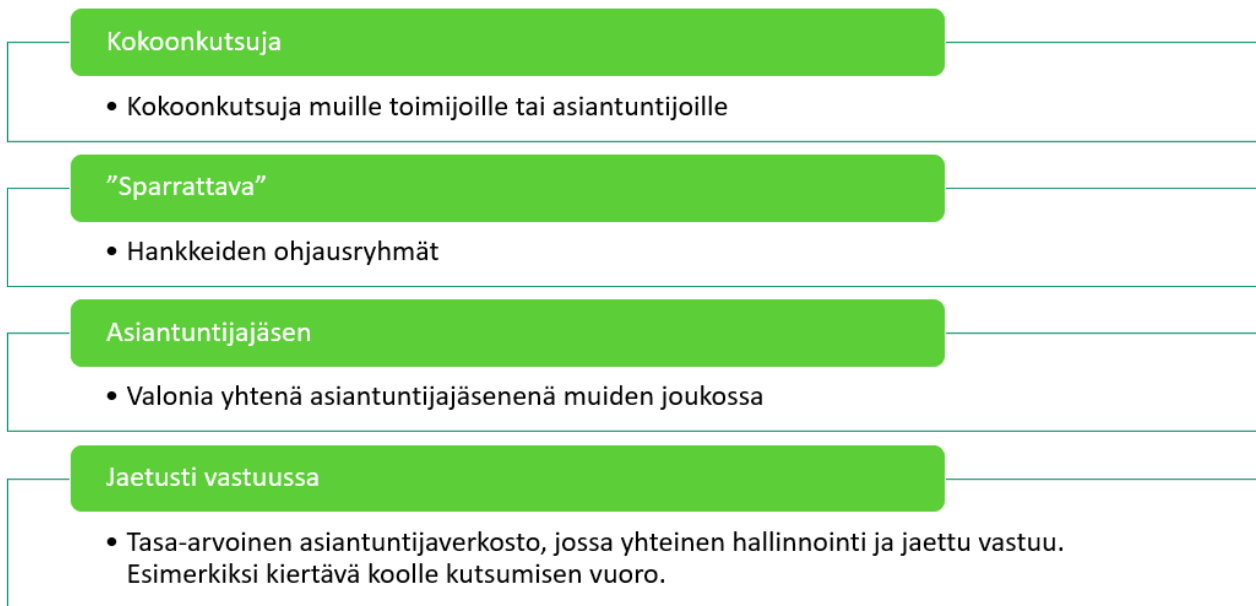 Kokoonkutsuja
• Kokoonkutsuja muille toimijoille tai asiantuntijoille
”Sparrattava”
• Hankkeiden ohjausryhmät
Asiantuntijajäsen
• Valonia yhtenä asiantuntijajäsenenä muiden joukossa
Jaetusti vastuussa
• Tasa-arvoinen asiantuntijaverkosto, jossa yhteinen hallinnointi ja jaettu vastuu.
Esimerkiksi kiertävä koolle kutsumisen vuoro.